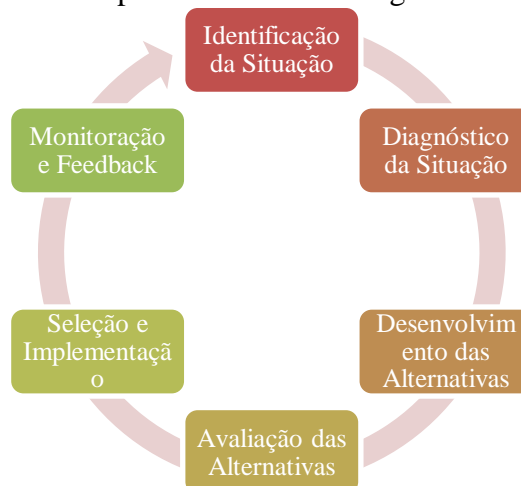 Identificação
da Situação
Diagnóstico
da Situação
Desenvolvim
ento das
Alternativas
Avaliação das
Alternativas
Seleção e
Implementaçã
o
Monitoração
e Feedback